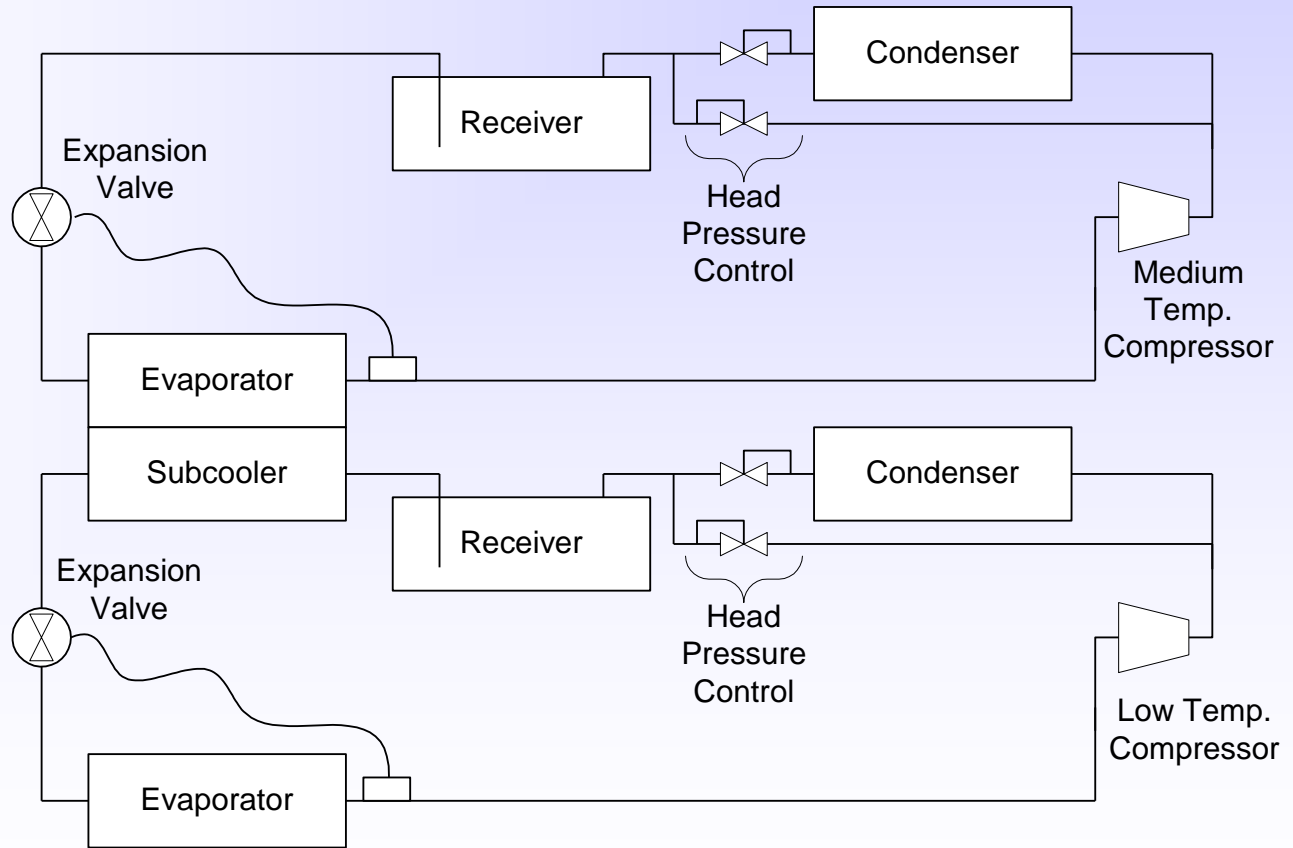 Condenser
Receiver
Expansion
Valve
Head
Pressure
Control
Medium
Temp.
Compressor
Evaporator
Subcooler
Condenser
Receiver
Expansion
Valve
Head
Pressure
Control
Low Temp.
Compressor
Evaporator